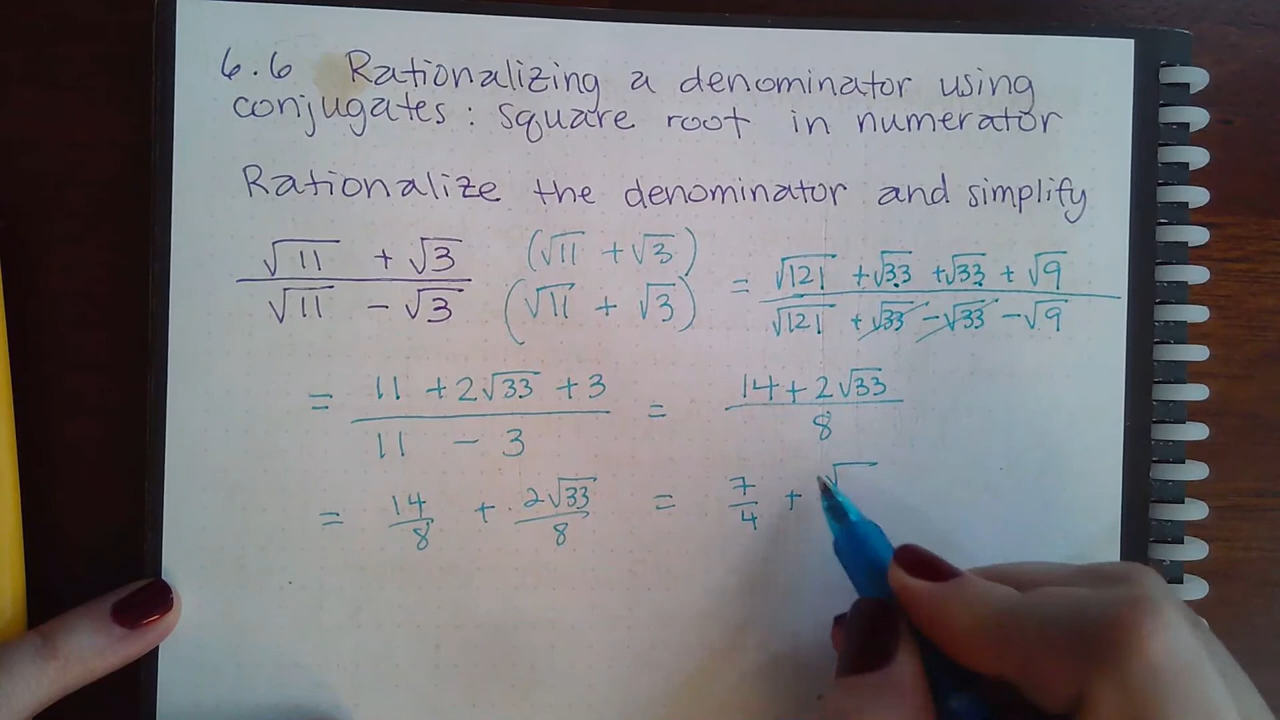 6.6 Rationalizing a denominator using
conjugates: square root in numerator
Rationalize the denominator and simplify
√11 + √3 (√11 + √3) = √121 + √33 + √33 + √9
√11 - √3 (√11 + √3) √121 + √33 - √33 - √9
= 11 + 2√33 + 3 = 14 + 2√33
11 - 3 8
= 14 + 2√33 = 7 + √
8 8 4